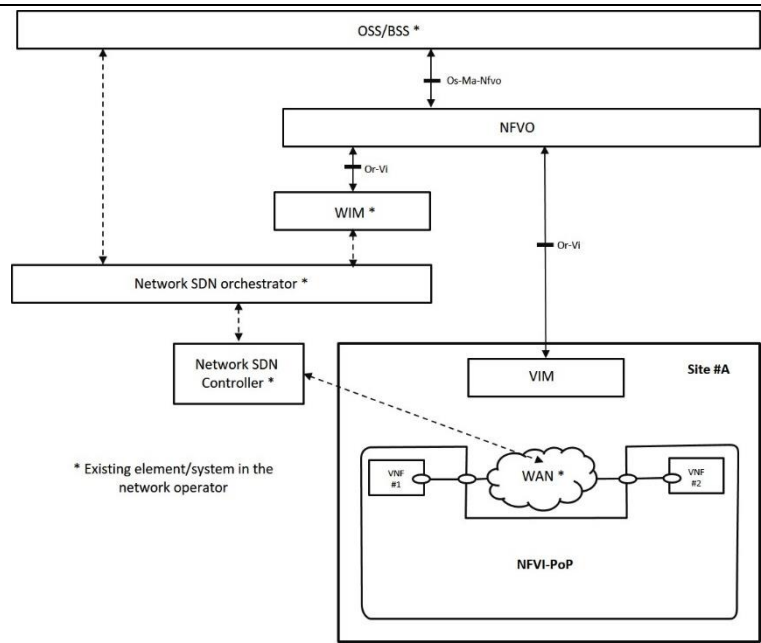 OSS/BSS *
Os-Ma-Nfvo
NFVO
Or-Vi
WIM *
Or-Vi
Network SDN orchestrator *
Network SDN
Controller *
VIM
Site #A
* Existing element/system in the
network operator
VNF
#1
WAN *
VNF
#2
NFVI-PoP